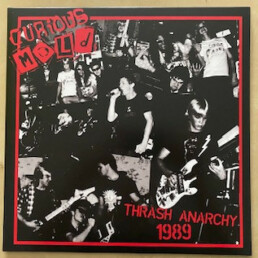 CURIOUS
MOLD
THRASH ANARCHY
1989